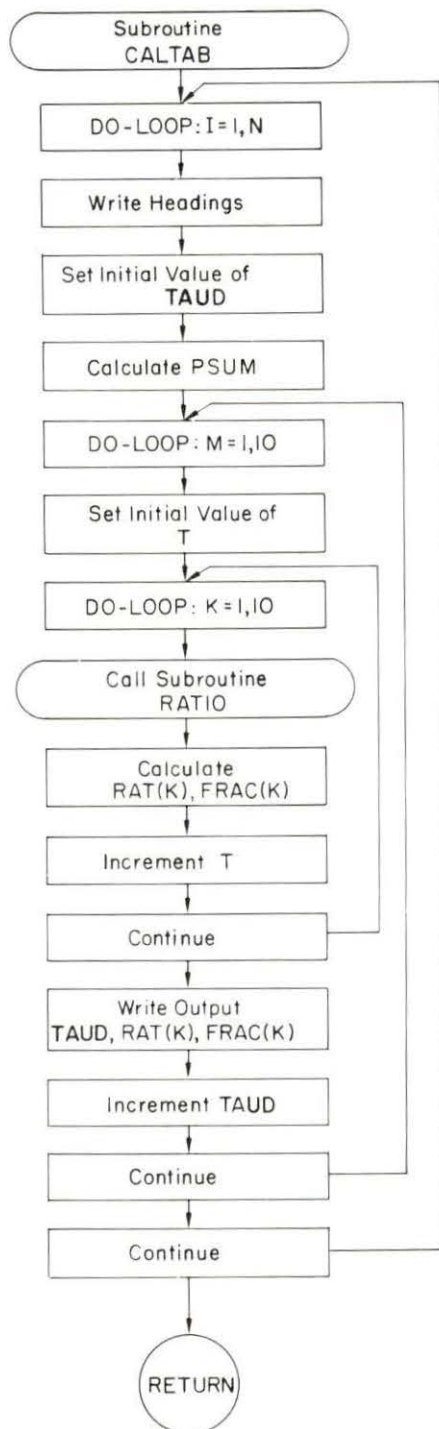 Subroutine
CALTAB
DO-LOOP: I = 1, N
Write Headings
Set Initial Value of
TAUD
Calculate PSUM
DO-LOOP: M = 1,10
Set Initial Value of
T
DO-LOOP: K = 1,10
Call Subroutine
RATIO
Calculate
RAT(K), FRAC(K)
Increment T
Continue
Write Output
TAUD, RAT(K), FRAC(K)
Increment TAUD
Continue
Continue
RETURN